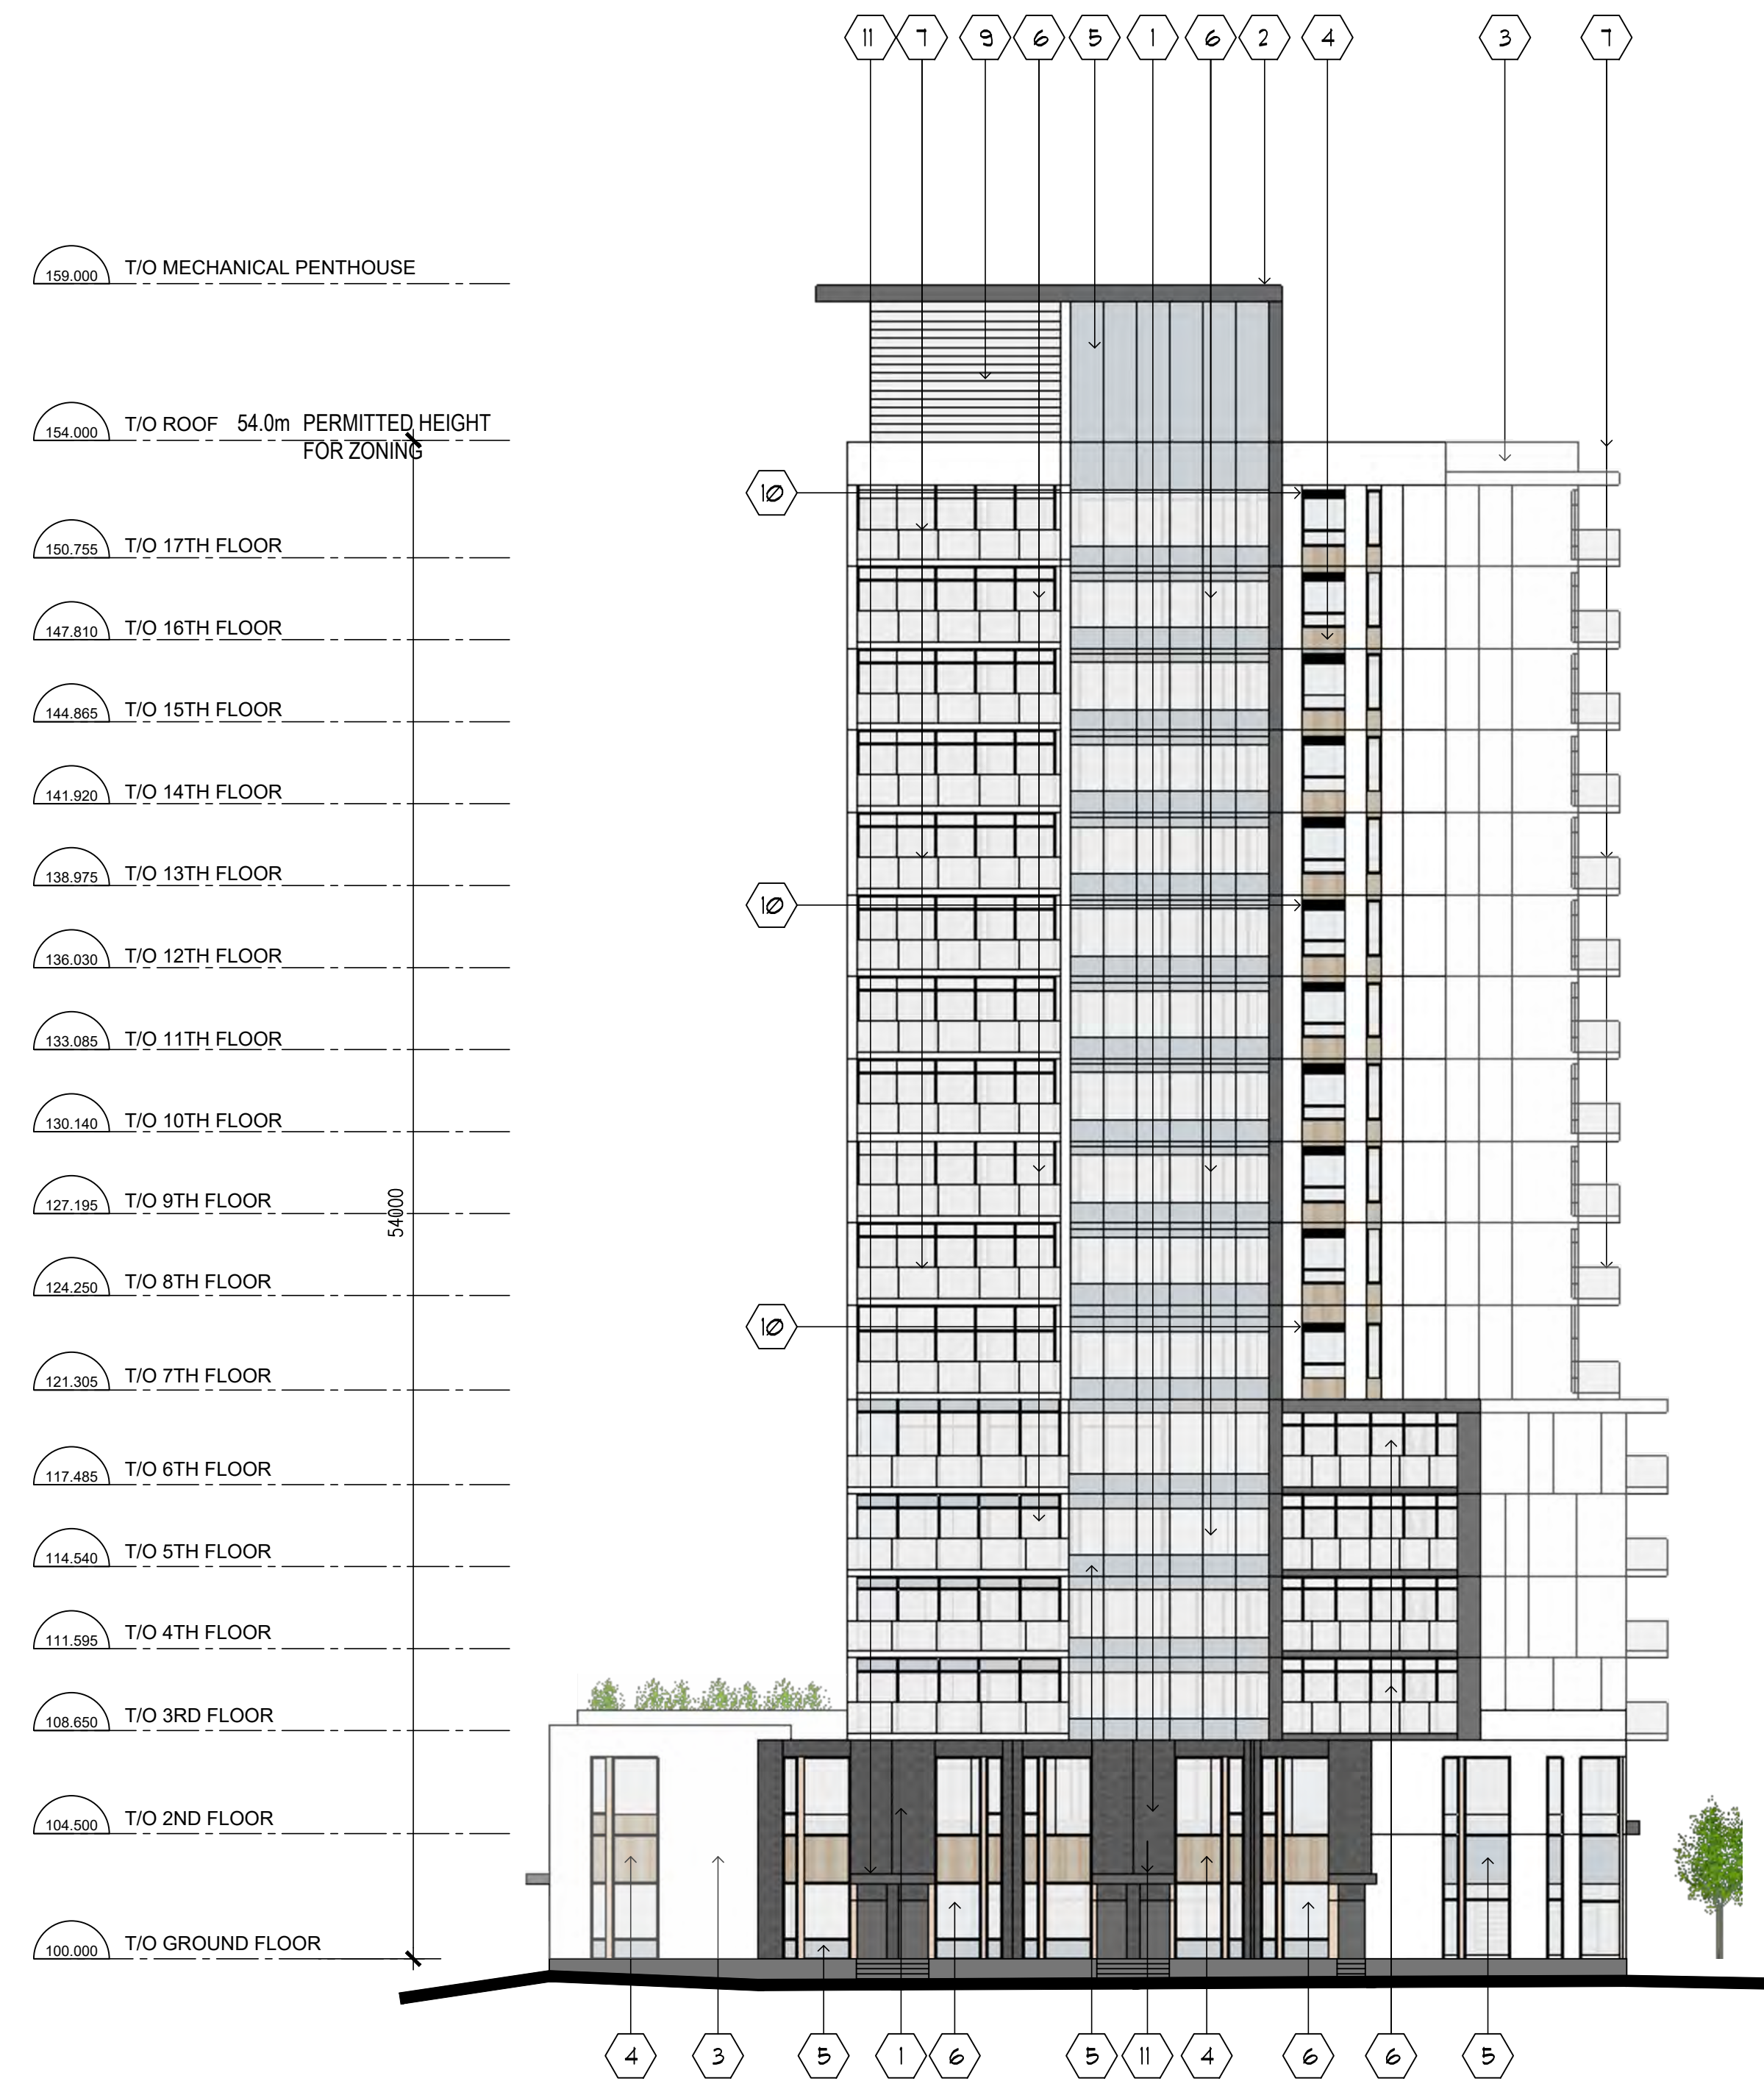 11 7 9 6 5 1 6 2 4 3 7
159.000 T/O MECHANICAL PENTHOUSE
154.000 T/O ROOF 54.0m PERMITTED HEIGHT
FOR ZONING
10
150.755 T/O 17TH FLOOR
147.810 T/O 16TH FLOOR
144.865 T/O 15TH FLOOR
141.920 T/O 14TH FLOOR
138.975 T/O 13TH FLOOR
10
136.030 T/O 12TH FLOOR
133.085 T/O 11TH FLOOR
130.140 T/O 10TH FLOOR
127.195 T/O 9TH FLOOR
54000
124.250 T/O 8TH FLOOR
10
121.305 T/O 7TH FLOOR
117.485 T/O 6TH FLOOR
114.540 T/O 5TH FLOOR
111.595 T/O 4TH FLOOR
108.650 T/O 3RD FLOOR
104.500 T/O 2ND FLOOR
100.000 T/O GROUND FLOOR
4 3 5 1 6 5 11 4 6 6 5